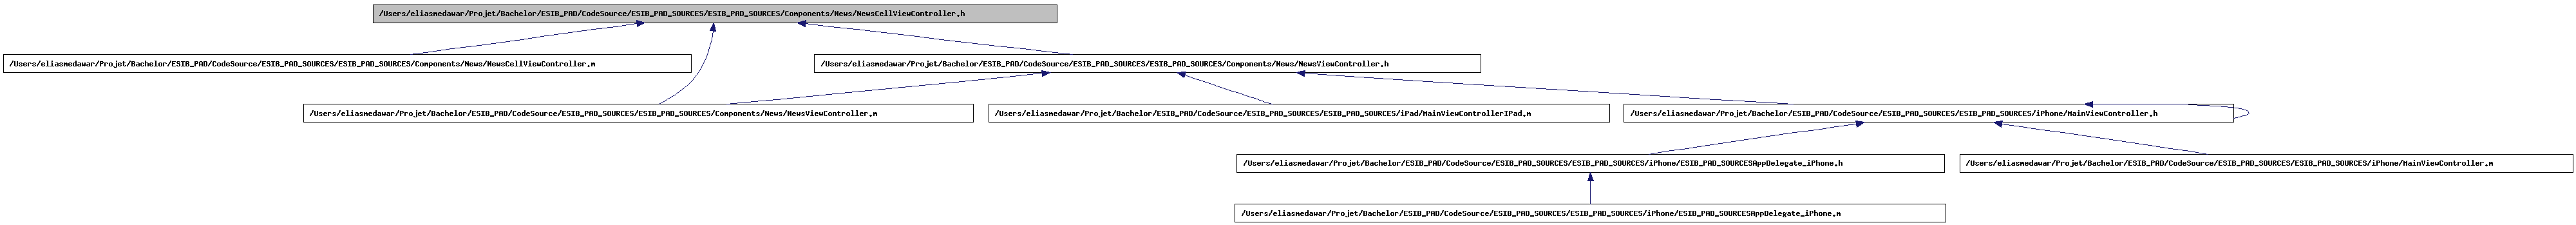 /Users/eliasmedawar/Projet/Bachelor/ESIB_PAD/CodeSource/ESIB_PAD_SOURCES/ESIB_PAD_SOURCES/Components/News/NewsCellViewController.h
/Users/eliasmedawar/Projet/Bachelor/ESIB_PAD/CodeSource/ESIB_PAD_SOURCES/ESIB_PAD_SOURCES/Components/News/NewsCellViewController.m
/Users/eliasmedawar/Projet/Bachelor/ESIB_PAD/CodeSource/ESIB_PAD_SOURCES/ESIB_PAD_SOURCES/Components/News/NewsViewController.h
/Users/eliasmedawar/Projet/Bachelor/ESIB_PAD/CodeSource/ESIB_PAD_SOURCES/ESIB_PAD_SOURCES/Components/News/NewsViewController.m
/Users/eliasmedawar/Projet/Bachelor/ESIB_PAD/CodeSource/ESIB_PAD_SOURCES/ESIB_PAD_SOURCES/iPad/MainViewControllerIPad.m
/Users/eliasmedawar/Projet/Bachelor/ESIB_PAD/CodeSource/ESIB_PAD_SOURCES/ESIB_PAD_SOURCES/iPhone/MainViewController.h
/Users/eliasmedawar/Projet/Bachelor/ESIB_PAD/CodeSource/ESIB_PAD_SOURCES/ESIB_PAD_SOURCES/iPhone/ESIB_PAD_SOURCESAppDelegate_iPhone.h
/Users/eliasmedawar/Projet/Bachelor/ESIB_PAD/CodeSource/ESIB_PAD_SOURCES/ESIB_PAD_SOURCES/iPhone/MainViewController.m
/Users/eliasmedawar/Projet/Bachelor/ESIB_PAD/CodeSource/ESIB_PAD_SOURCES/ESIB_PAD_SOURCES/iPhone/ESIB_PAD_SOURCESAppDelegate_iPhone.m